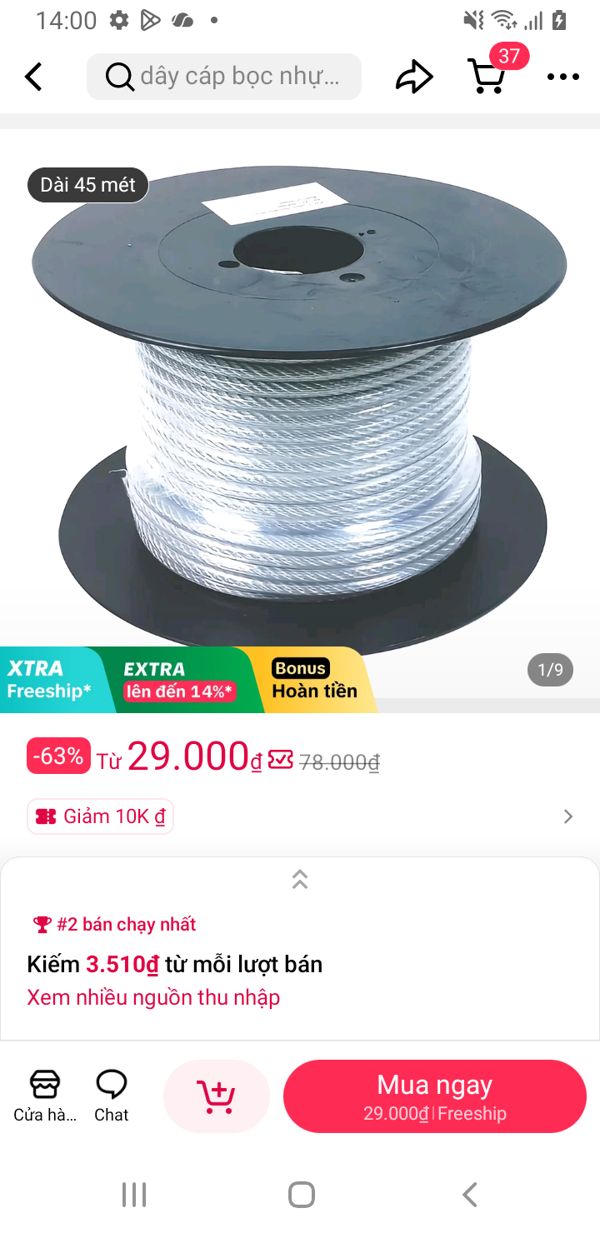 14:00
37
dây cáp bọc nhự...
Dài 45 mét
XTRA
Freeship*
EXTRA
lên đến 14%*
Bonus
Hoàn tiền
1/9
-63% Từ 29.000₫ 78.000₫
Giảm 10K ₫
#2 bán chạy nhất
Kiếm 3.510₫ từ mỗi lượt bán
Xem nhiều nguồn thu nhập
Cửa hà...
Chat
Mua ngay
29.000₫ | Freeship